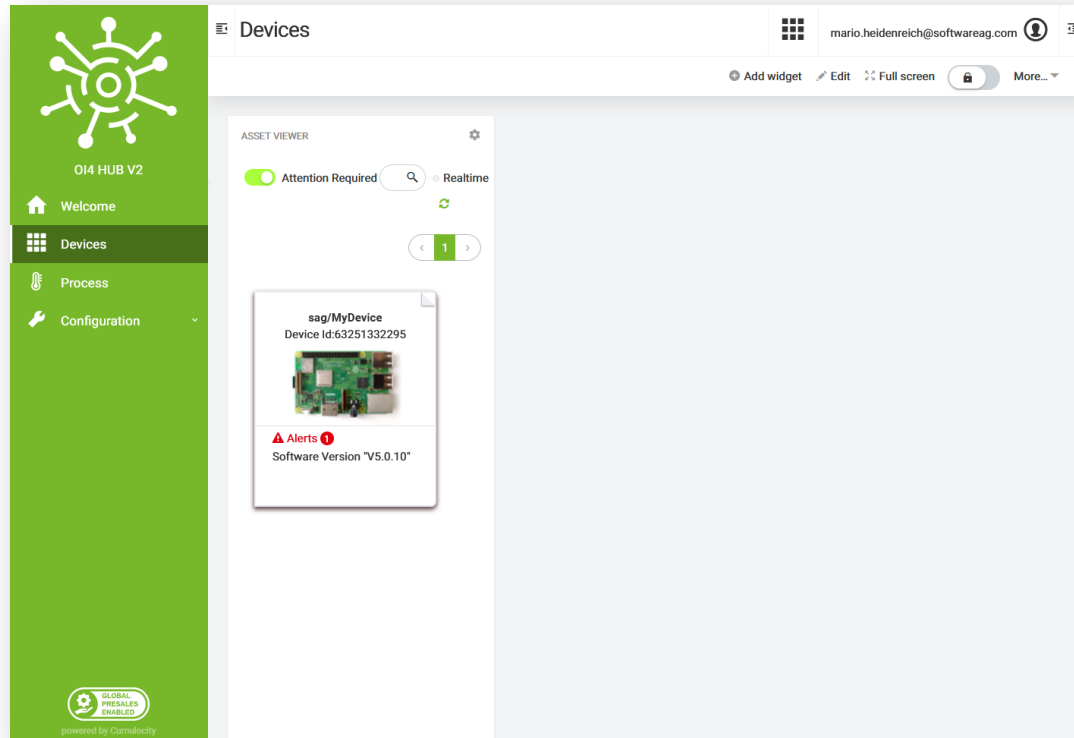 Devices
mario.heidenreich@softwareag.com
Add widget Edit Full screen More...
OI4 HUB V2
Welcome
Devices
Process
Configuration
GLOBAL
PRESALES
ENABLED
powered by Cumulocity
ASSET VIEWER
Attention Required Realtime
1
sag/MyDevice
Device Id:63251332295
Alerts 1
Software Version "V5.0.10"